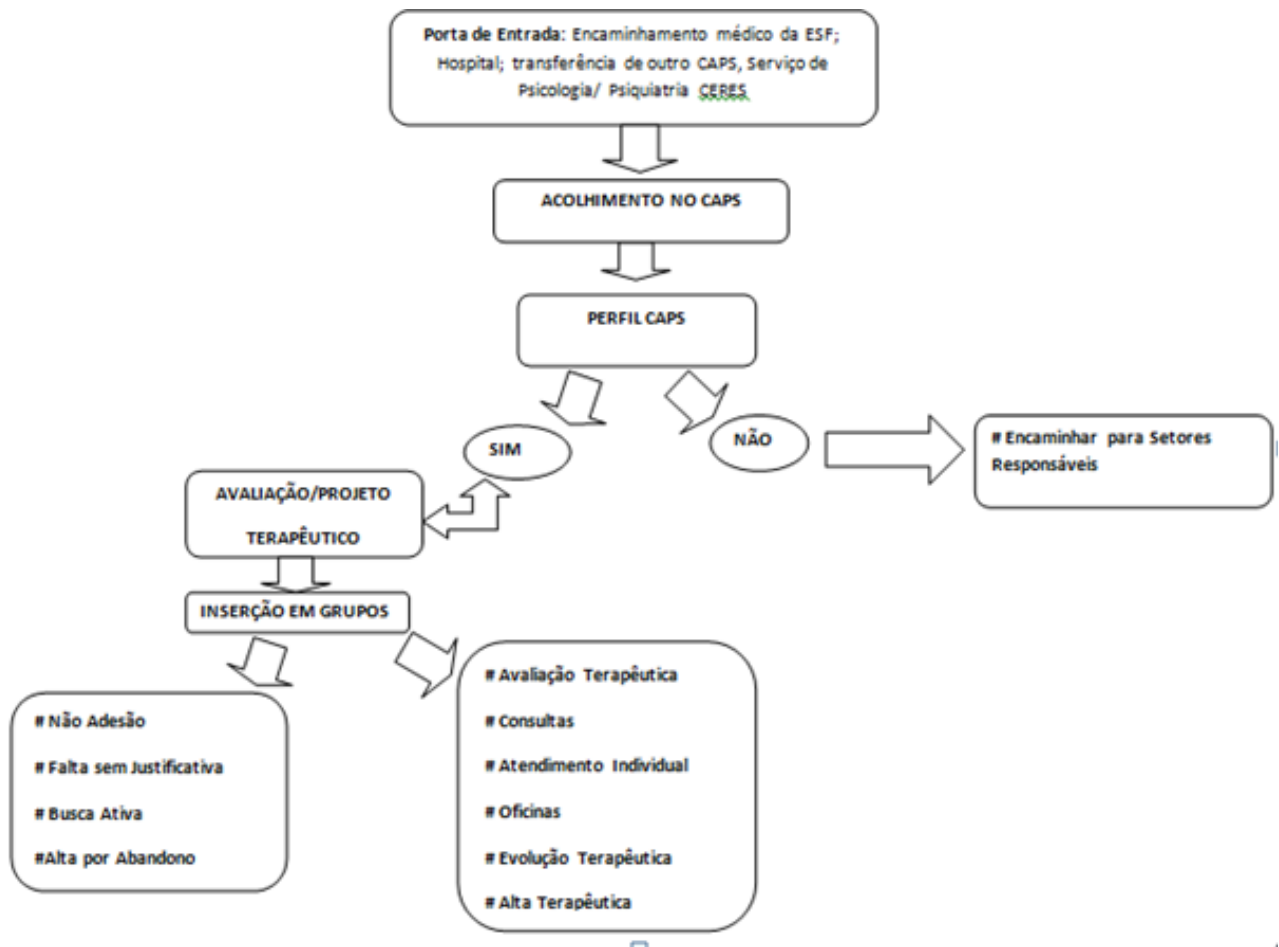 Porta de Entrada: Encaminhamento médico da ESF;
Hospital; transferência de outro CAPS, Serviço de
Psicologia/ Psiquiatria CERES
ACOLHIMENTO NO CAPS
PERFIL CAPS
SIM
NÃO
# Encaminhar para Setores
Responsáveis
AVALIAÇÃO/PROJETO
TERAPÊUTICO
INSERÇÃO EM GRUPOS
# Não Adesão
# Falta sem Justificativa
# Busca Ativa
#Alta por Abandono
# Avaliação Terapêutica
# Consultas
# Atendimento Individual
# Oficinas
# Evolução Terapêutica
# Alta Terapêutica